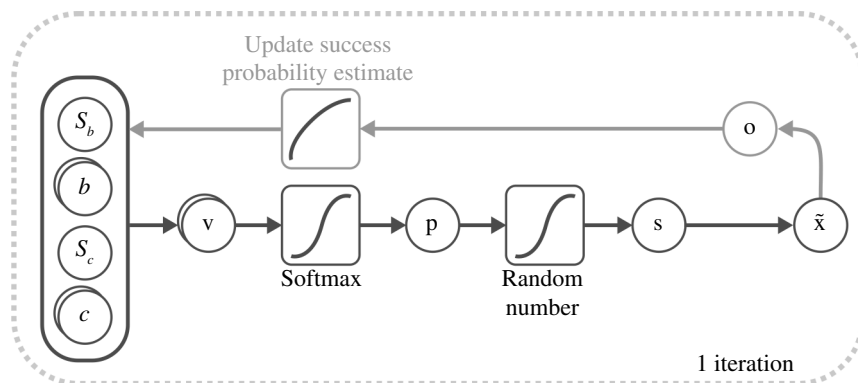 Update success
probability estimate
S_b
o
b
v
p
s
x̃
S_c
Softmax
Random
number
c
1 iteration